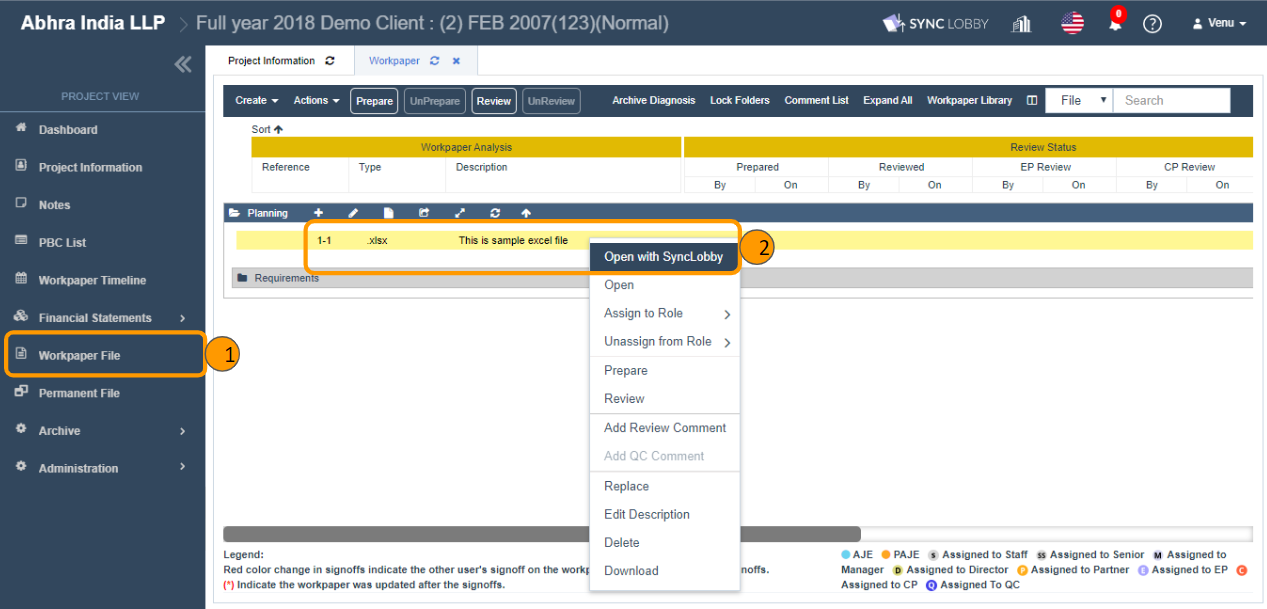 Abhra India LLP > Full year 2018 Demo Client : (2) FEB 2007(123)(Normal)
SYNC LOBBY
0
Venu
PROJECT VIEW
Dashboard
Project Information
Notes
PBC List
Workpaper Timeline
Financial Statements
Workpaper File
1
Permanent File
Archive
Administration
Project Information
Workpaper
Create Actions Prepare UnPrepare Review UnReview Archive Diagnosis Lock Folders Comment List Expand All Workpaper Library File Search
Sort
Workpaper Analysis Review Status
Reference Type Description Prepared Reviewed EP Review CP Review
By On By On By On By On
Planning
1-1 .xlsx This is sample excel file
2
Requirements
Open with SyncLobby
Open
Assign to Role
Unassign from Role
Prepare
Review
Add Review Comment
Add QC Comment
Replace
Edit Description
Delete
Download
Legend:
Red color change in signoffs indicate the other user's signoff on the workp
noffs.
(*) Indicate the workpaper was updated after the signoffs.
AJE PAJE S Assigned to Staff SS Assigned to Senior M Assigned to
Manager D Assigned to Director P Assigned to Partner E Assigned to EP C
Assigned to CP Q Assigned To QC